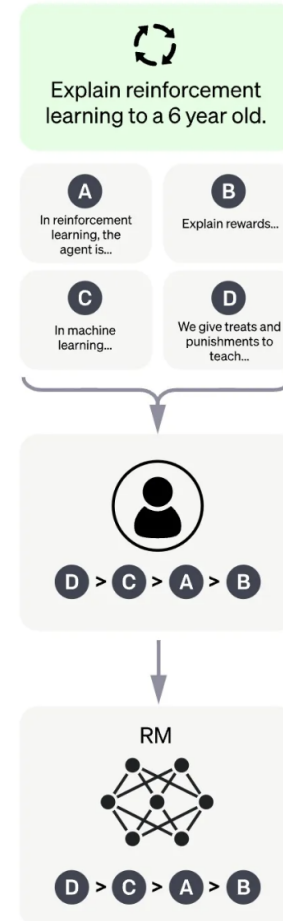 Explain reinforcement
learning to a 6 year old.
A
In reinforcement
learning, the
agent is...
B
Explain rewards...
C
In machine
learning...
D
We give treats and
punishments to
teach...
D > C > A > B
RM
D > C > A > B